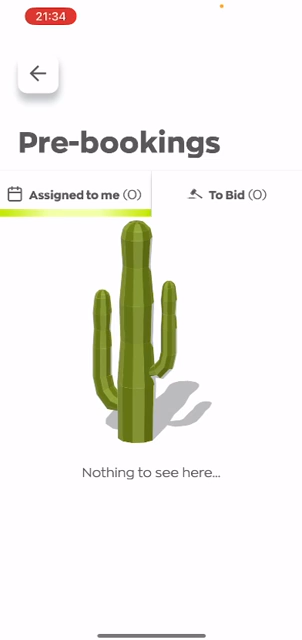 21:34
Pre-bookings
Assigned to me (0)
To Bid (0)
Nothing to see here...